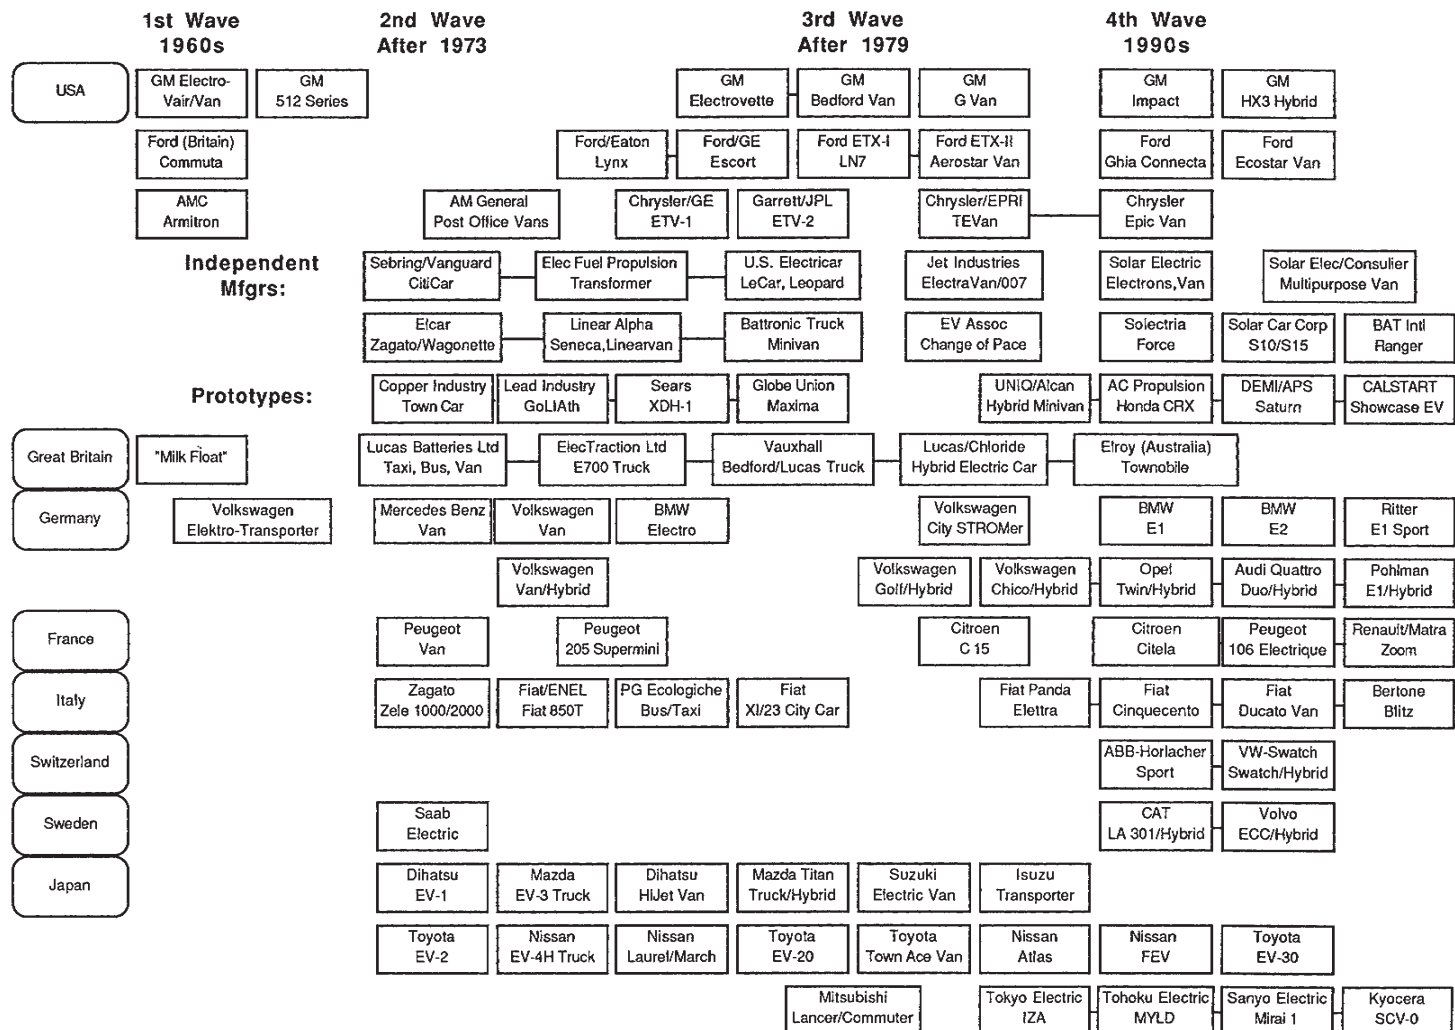 1st Wave
1960s
2nd Wave
After 1973
3rd Wave
After 1979
4th Wave
1990s
USA
GM Electro-
Vair/Van
GM
512 Series
GM
Electrovette
GM
Bedford Van
GM
G Van
GM
Impact
GM
HX3 Hybrid
Ford (Britain)
Commuta
Ford/Eaton
Lynx
Ford/GE
Escort
Ford ETX-I
LN7
Ford ETX-II
Aerostar Van
Ford
Ghia Connecta
Ford
Ecostar Van
AMC
Armitron
AM General
Post Office Vans
Chrysler/GE
ETV-1
Garrett/JPL
ETV-2
Chrysler/EPRI
TEVan
Chrysler
Epic Van
Independent
Mfgrs:
Sebring/Vanguard
CitiCar
Elec Fuel Propulsion
Transformer
U.S. Electricar
LeCar, Leopard
Jet Industries
ElectraVan/007
Solar Electric
Electrons,Van
Solar Elec/Consulier
Multipurpose Van
Elcar
Zagato/Wagonette
Linear Alpha
Seneca,Linearvan
Battronic Truck
Minivan
EV Assoc
Change of Pace
Solectria
Force
Solar Car Corp
S10/S15
BAT Intl
Ranger
Prototypes:
Copper Industry
Town Car
Lead Industry
GoLIAth
Sears
XDH-1
Globe Union
Maxima
UNIQ/Alcan
Hybrid Minivan
AC Propulsion
Honda CRX
DEMI/APS
Saturn
CALSTART
Showcase EV
Great Britain
"Milk Float"
Lucas Batteries Ltd
Taxi, Bus, Van
ElecTraction Ltd
E700 Truck
Vauxhall
Bedford/Lucas Truck
Lucas/Chloride
Hybrid Electric Car
Elroy (Australia)
Townobile
Germany
Volkswagen
Elektro-Transporter
Mercedes Benz
Van
Volkswagen
Van
BMW
Electro
Volkswagen
City STROMer
BMW
E1
BMW
E2
Ritter
E1 Sport
Volkswagen
Van/Hybrid
Volkswagen
Golf/Hybrid
Volkswagen
Chico/Hybrid
Opel
Twin/Hybrid
Audi Quattro
Duo/Hybrid
Pohlman
E1/Hybrid
France
Peugeot
Van
Peugeot
205 Supermini
Citroen
C 15
Citroen
Citela
Peugeot
106 Electrique
Renault/Matra
Zoom
Italy
Zagato
Zele 1000/2000
Fiat/ENEL
Fiat 850T
PG Ecologiche
Bus/Taxi
Fiat
XI/23 City Car
Fiat Panda
Elettra
Fiat
Cinquecento
Fiat
Ducato Van
Bertone
Blitz
Switzerland
ABB-Horlacher
Sport
VW-Swatch
Swatch/Hybrid
Sweden
Saab
Electric
CAT
LA 301/Hybrid
Volvo
ECC/Hybrid
Japan
Dihatsu
EV-1
Mazda
EV-3 Truck
Dihatsu
HiJet Van
Mazda Titan
Truck/Hybrid
Suzuki
Electric Van
Isuzu
Transporter
Toyota
EV-2
Nissan
EV-4H Truck
Nissan
Laurel/March
Toyota
EV-20
Toyota
Town Ace Van
Nissan
Atlas
Nissan
FEV
Toyota
EV-30
Mitsubishi
Lancer/Commuter
Tokyo Electric
IZA
Tohoku Electric
MYLD
Sanyo Electric
Mirai 1
Kyocera
SCV-0